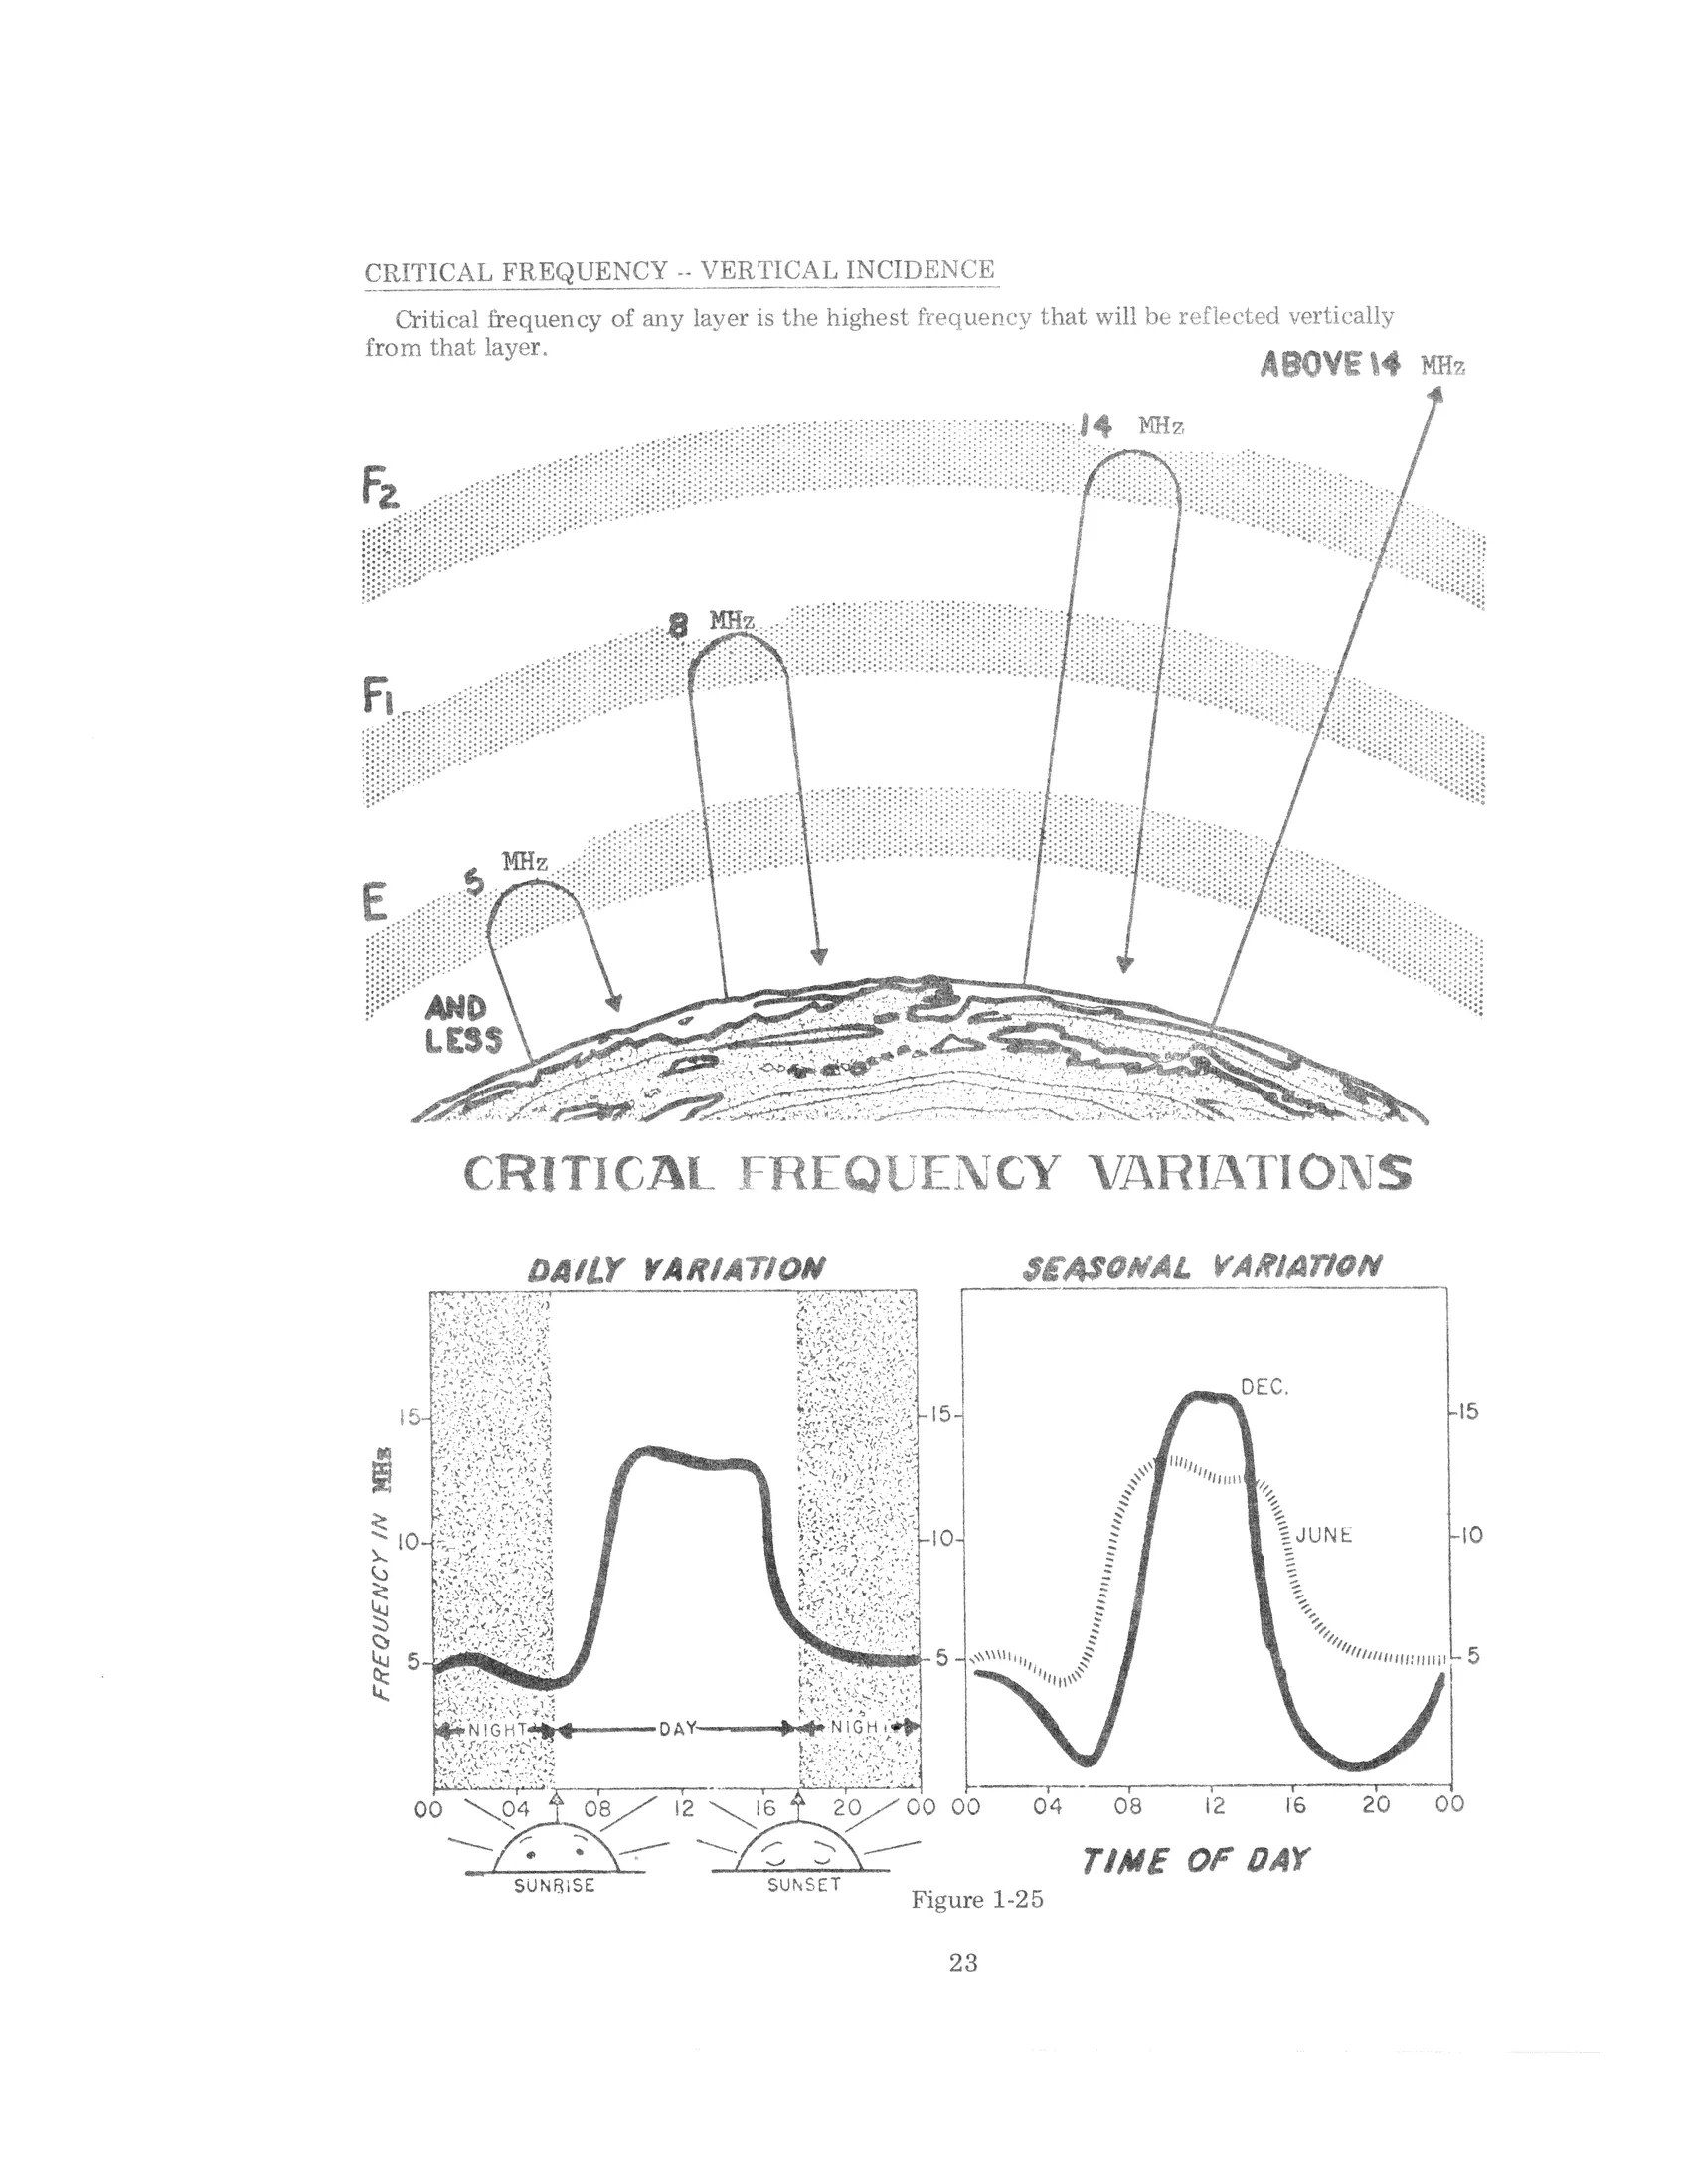 CRITICAL FREQUENCY -- VERTICAL INCIDENCE
Critical frequency of any layer is the highest frequency that will be reflected vertically
from that layer.
ABOVE 14 MHz
14 MHz
F2
8 MHz
F1
MHz
5
E
AND
LESS
CRITICAL FREQUENCY VARIATIONS
DAILY VARIATION
SEASONAL VARIATION
DEC.
15
15
15
FREQUENCY IN MHz
10
10
JUNE
10
5
5
5
NIGHT
DAY
NIGHT
00 04 08 12 16 20 00
00 04 08 12 16 20 00
TIME OF DAY
SUNRISE
SUNSET
Figure 1-25
23